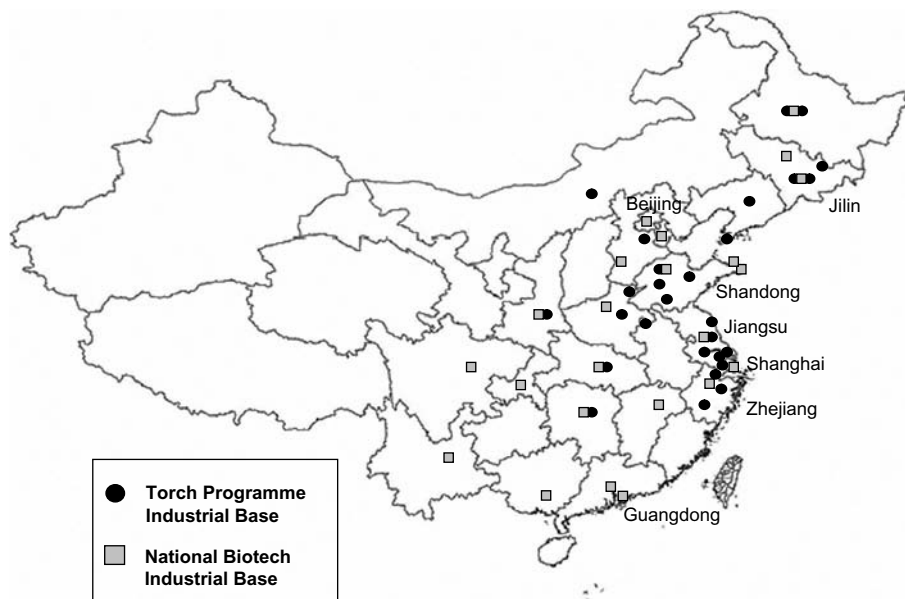 Beijing
Jilin
Shandong
Jiangsu
Shanghai
Zhejiang
Guangdong
Torch Programme
Industrial Base
National Biotech
Industrial Base